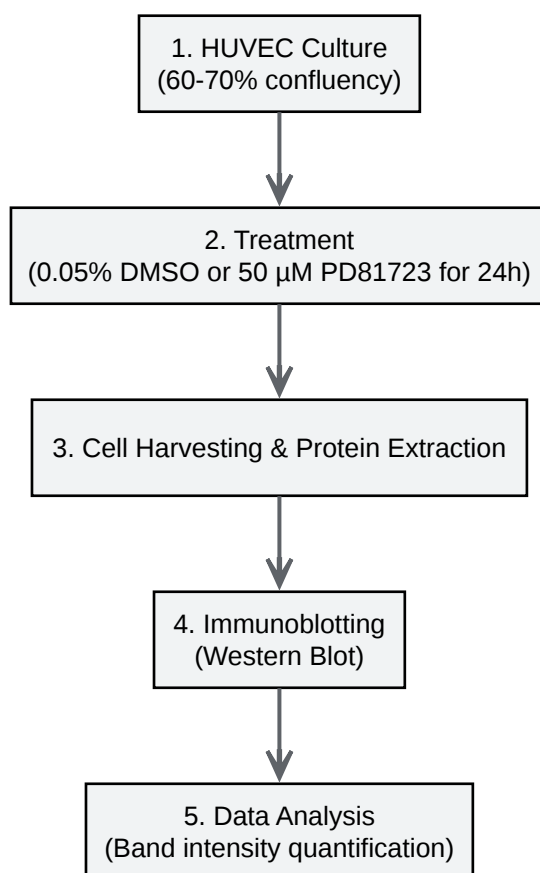 1. HUVEC Culture
(60-70% confluency)
2. Treatment
(0.05% DMSO or 50 µM PD81723 for 24h)
3. Cell Harvesting & Protein Extraction
4. Immunoblotting
(Western Blot)
5. Data Analysis
(Band intensity quantification)